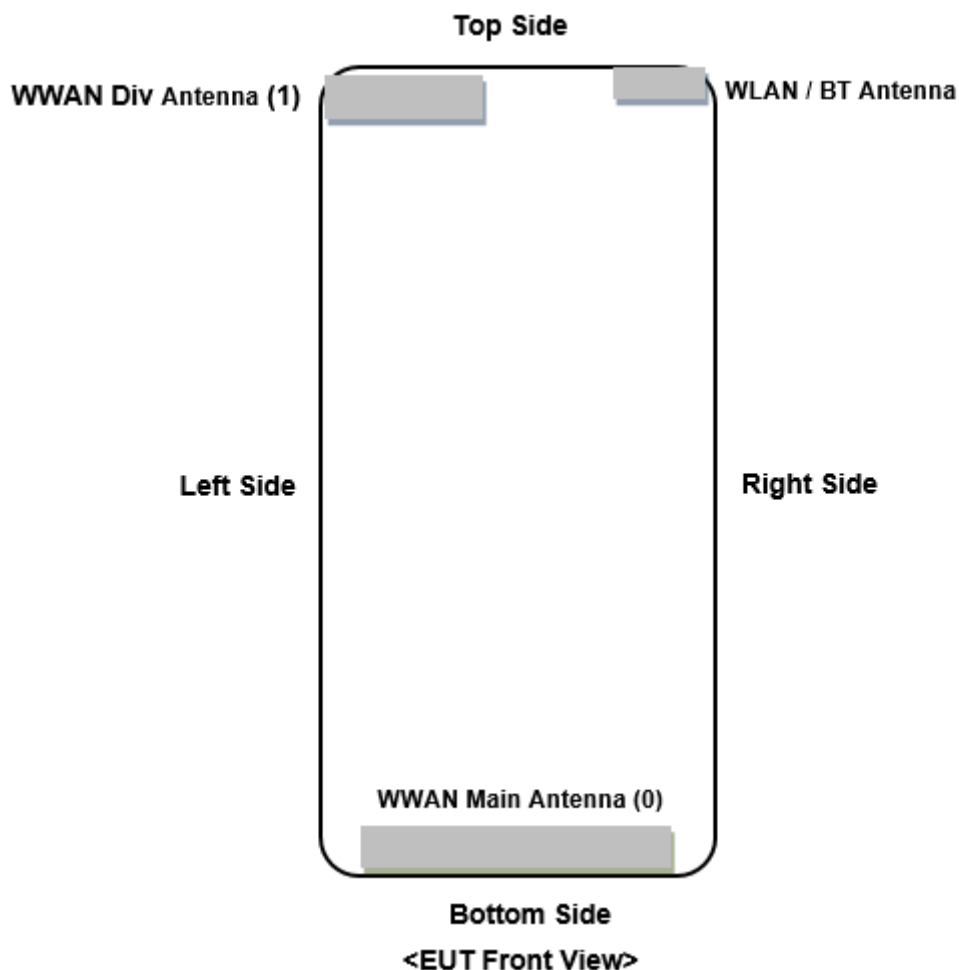 Top Side
WWAN Div Antenna (1)
WLAN / BT Antenna
Left Side
Right Side
WWAN Main Antenna (0)
Bottom Side
<EUT Front View>